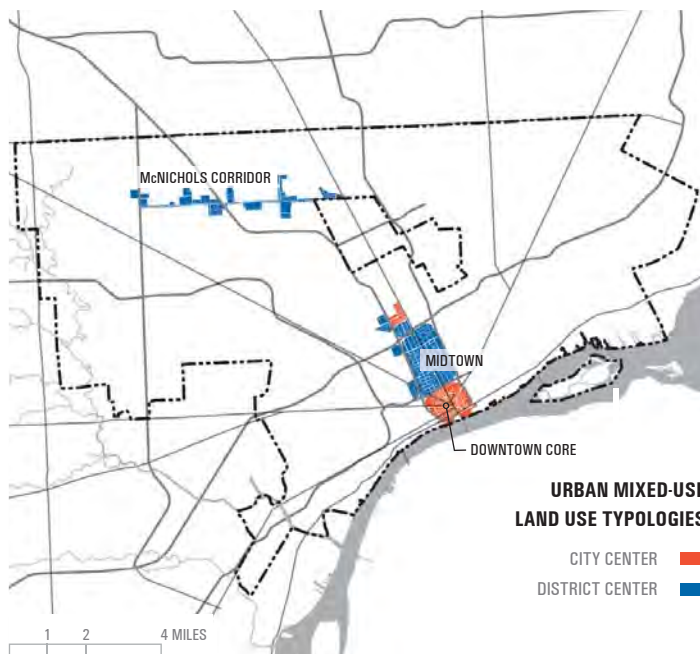 McNICHOLS CORRIDOR
MIDTOWN
DOWNTOWN CORE
URBAN MIXED-USE
LAND USE TYPOLOGIES
CITY CENTER
DISTRICT CENTER
1 2 4 MILES